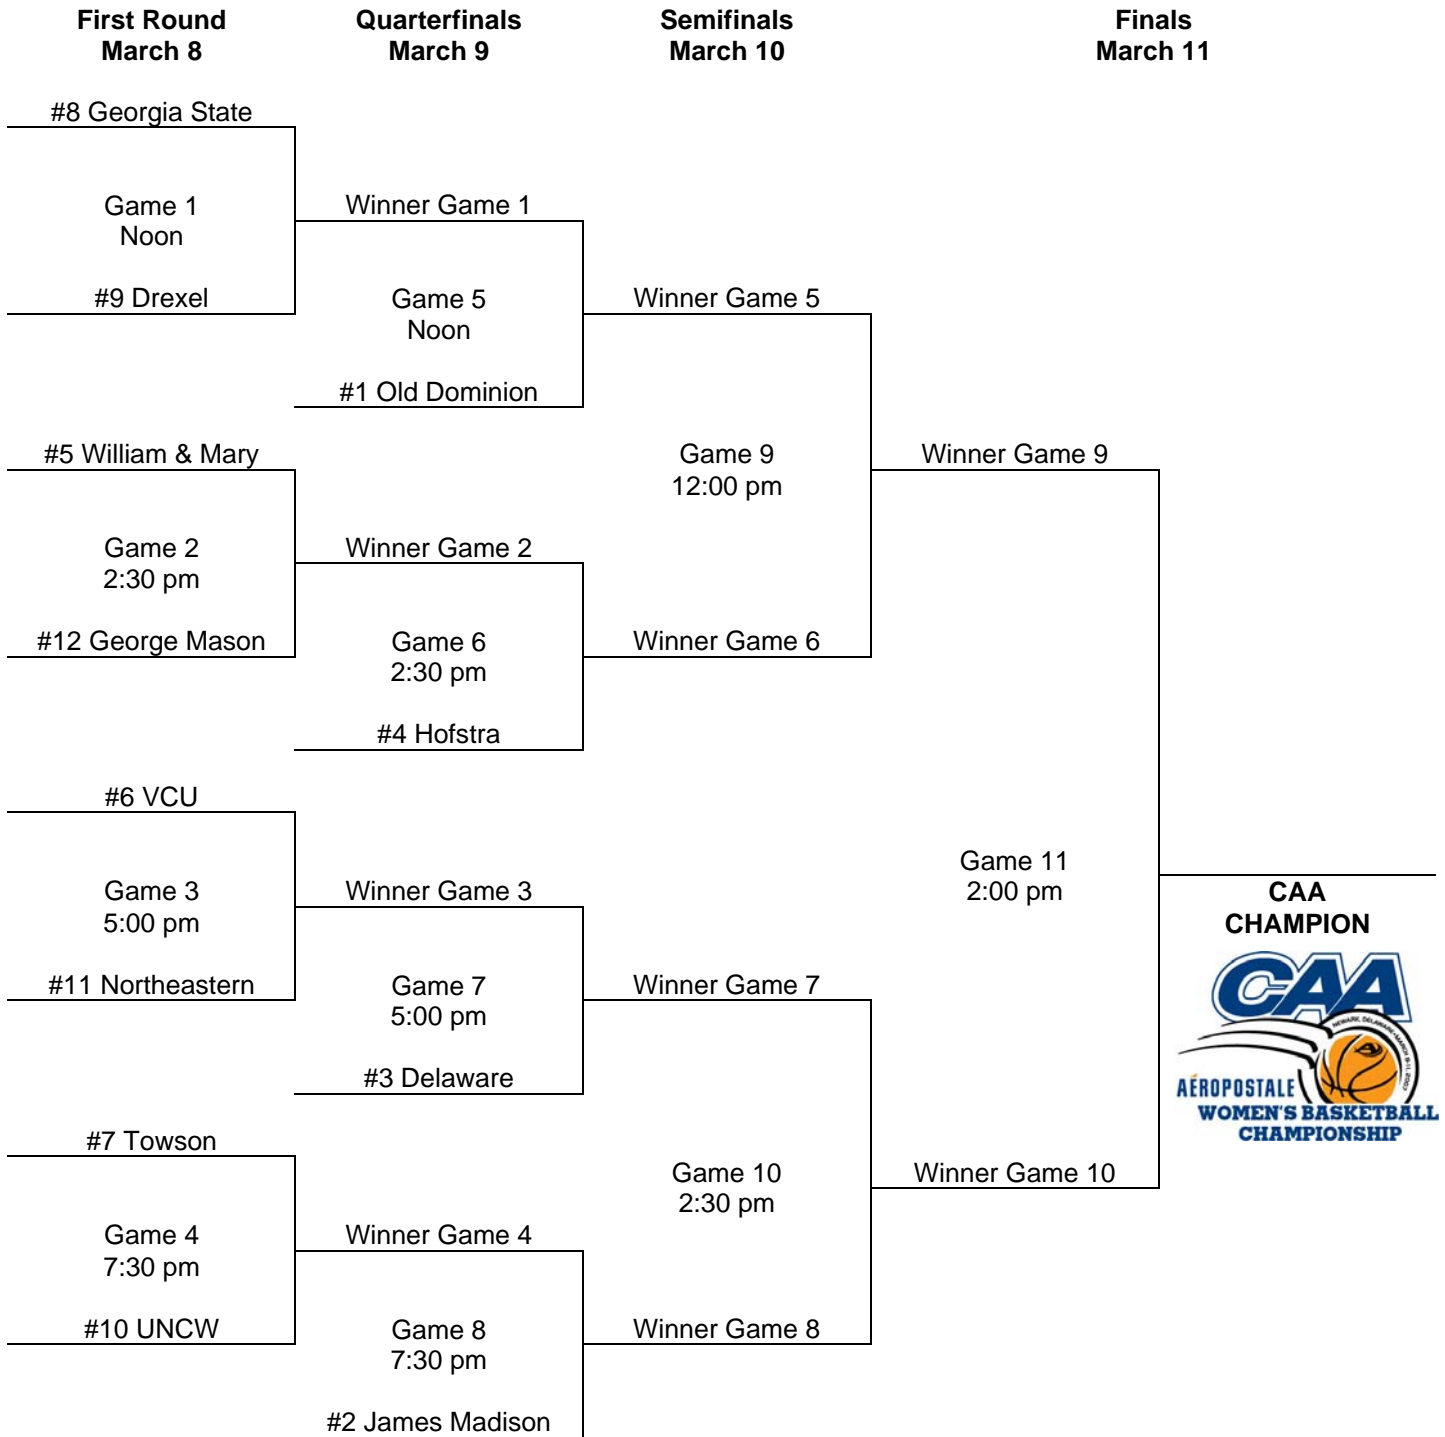 First Round
March 8
Quarterfinals
March 9
Semifinals
March 10
Finals
March 11
#8 Georgia State
Game 1
Noon
#9 Drexel
#5 William & Mary
Game 2
2:30 pm
#12 George Mason
#6 VCU
Game 3
5:00 pm
#11 Northeastern
#7 Towson
Game 4
7:30 pm
#10 UNCW
Winner Game 1
Game 5
Noon
#1 Old Dominion
Winner Game 2
Game 6
2:30 pm
#4 Hofstra
Winner Game 3
Game 7
5:00 pm
#3 Delaware
Winner Game 4
Game 8
7:30 pm
#2 James Madison
Winner Game 5
Game 9
12:00 pm
Winner Game 6
Winner Game 7
Game 10
2:30 pm
Winner Game 8
Winner Game 9
Game 11
2:00 pm
Winner Game 10
CAA
CHAMPION
CAA
NEWARK, DELAWARE • MARCH 8-11, 2007
AÉROPOSTALE
WOMEN'S BASKETBALL
CHAMPIONSHIP